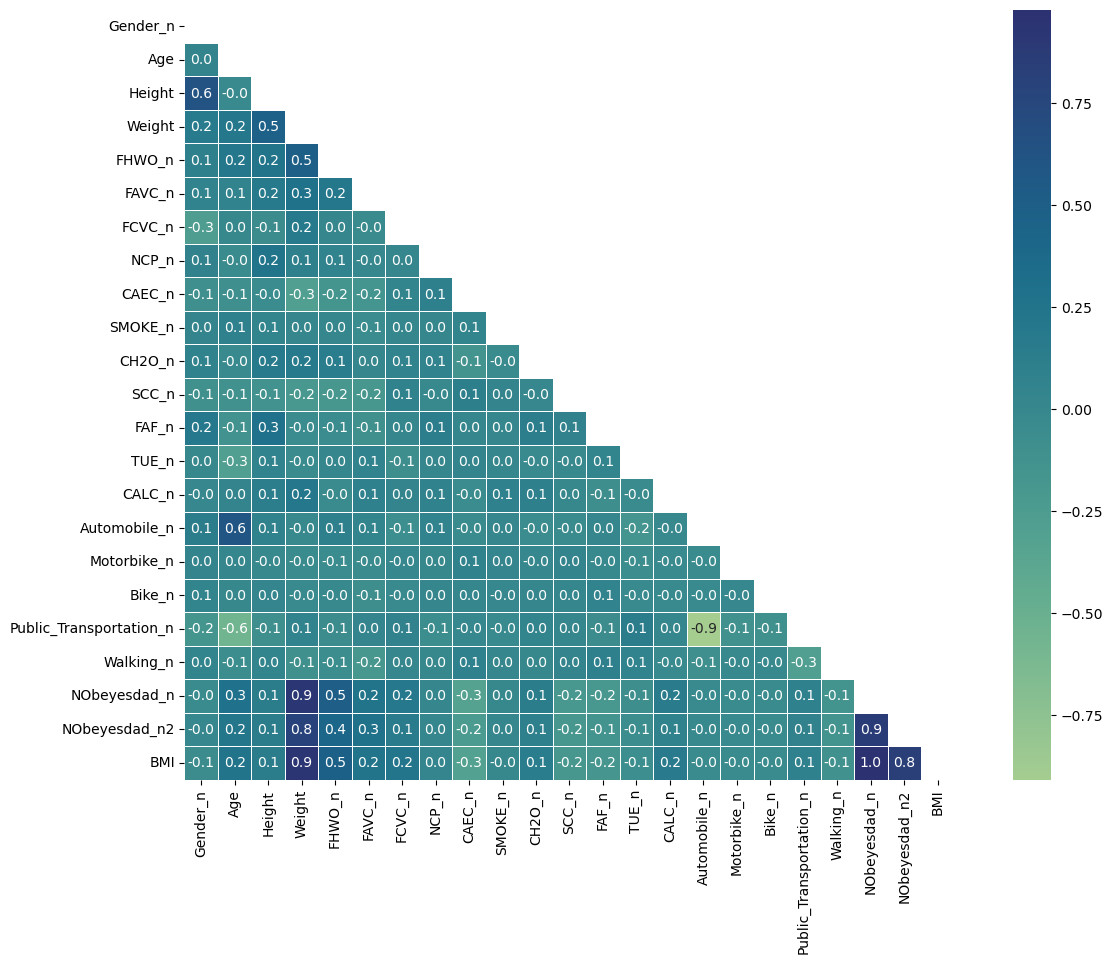 Gender_n
Age 0.0
Height 0.6 -0.0
Weight 0.2 0.2 0.5
FHWO_n 0.1 0.2 0.2 0.5
FAVC_n 0.1 0.1 0.2 0.3 0.2
FCVC_n -0.3 0.0 -0.1 0.2 0.0 -0.0
NCP_n 0.1 -0.0 0.2 0.1 0.1 -0.0 0.0
CAEC_n -0.1 -0.1 -0.0 -0.3 -0.2 -0.2 0.1 0.1
SMOKE_n 0.0 0.1 0.1 0.0 0.0 -0.1 0.0 0.0 0.1
CH2O_n 0.1 -0.0 0.2 0.2 0.1 0.0 0.1 0.1 -0.1 -0.0
SCC_n -0.1 -0.1 -0.1 -0.2 -0.2 -0.2 0.1 -0.0 0.1 0.0 -0.0
FAF_n 0.2 -0.1 0.3 -0.0 -0.1 -0.1 0.0 0.1 0.0 0.0 0.1 0.1
TUE_n 0.0 -0.3 0.1 -0.0 0.0 0.1 -0.1 0.0 0.0 0.0 -0.0 -0.0 0.1
CALC_n -0.0 0.0 0.1 0.2 -0.0 0.1 0.0 0.1 -0.0 0.1 0.1 0.0 -0.1 -0.0
Automobile_n 0.1 0.6 0.1 -0.0 0.1 0.1 -0.1 0.1 0.0 0.0 -0.0 -0.0 0.0 -0.2 -0.0
Motorbike_n 0.0 0.0 -0.0 -0.0 -0.1 -0.0 -0.0 -0.0 0.1 0.0 0.0 -0.0 0.0 -0.1 0.0 -0.0
Bike_n 0.1 0.0 0.0 -0.0 -0.0 -0.1 -0.0 -0.0 0.0 -0.0 0.0 0.0 0.1 0.0 -0.0 -0.0 -0.0
Public_Transportation_n -0.2 -0.6 -0.1 0.1 -0.1 0.0 0.1 -0.1 -0.0 -0.0 0.0 0.0 -0.1 0.1 0.0 -0.9 -0.1 -0.1
Walking_n 0.0 -0.1 0.0 -0.1 -0.1 -0.2 0.0 0.0 0.1 0.0 0.0 0.0 0.1 0.1 -0.0 -0.1 -0.0 -0.0 -0.3
NObeyesdad_n -0.0 0.3 0.1 0.9 0.5 0.2 0.2 0.0 -0.3 0.0 0.1 -0.2 -0.2 -0.1 0.2 -0.0 -0.0 -0.0 0.1 -0.1
NObeyesdad_n2 -0.0 0.2 0.1 0.8 0.4 0.3 0.1 0.0 -0.2 0.0 0.1 -0.2 -0.1 -0.1 0.1 -0.0 -0.0 -0.0 0.1 -0.1 0.9
BMI -0.1 0.2 0.1 0.9 0.5 0.2 0.2 0.0 -0.3 -0.0 0.1 -0.2 -0.2 -0.1 0.2 -0.0 -0.0 -0.0 0.1 -0.1 1.0 0.8
Gender_n
Age
Height
Weight
FHWO_n
FAVC_n
FCVC_n
NCP_n
CAEC_n
SMOKE_n
CH2O_n
SCC_n
FAF_n
TUE_n
CALC_n
Automobile_n
Motorbike_n
Bike_n
Public_Transportation_n
Walking_n
NObeyesdad_n
NObeyesdad_n2
BMI
0.75
0.50
0.25
0.00
-0.25
-0.50
-0.75